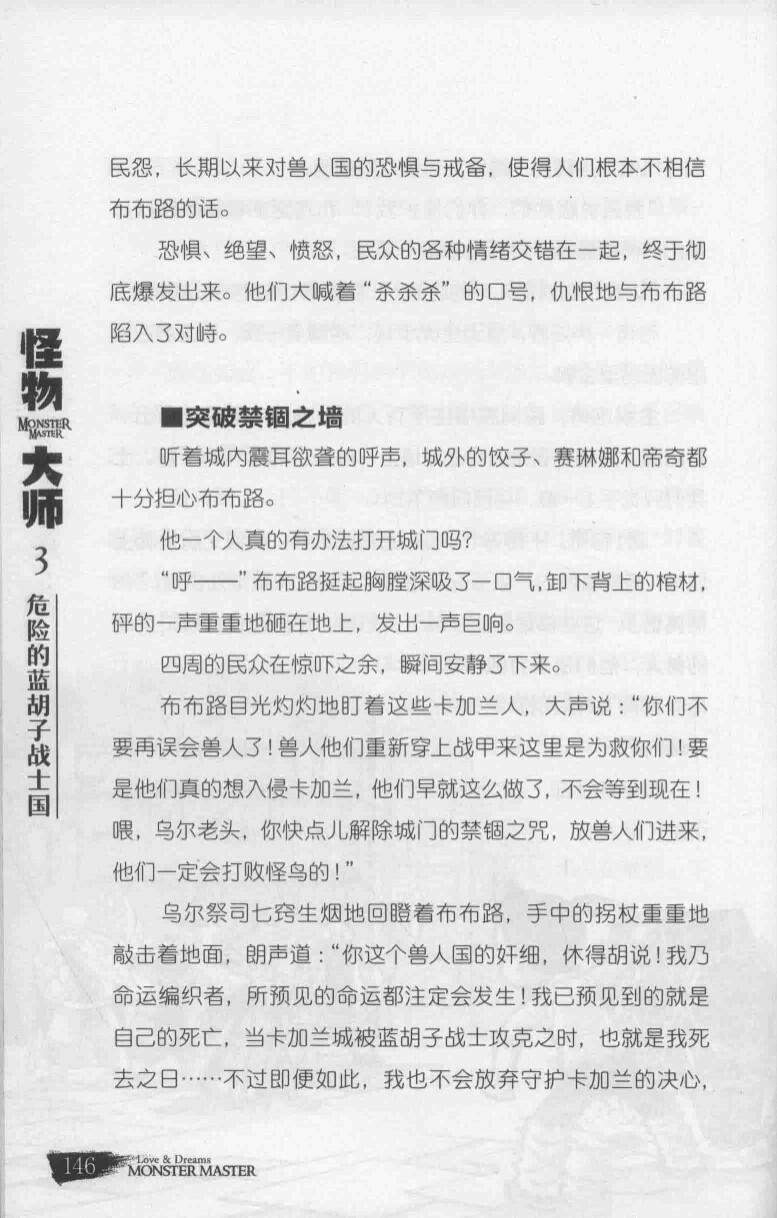 民怨，长期以来对兽人国的恐惧与戒备，使得人们根本不相信
布布路的话。
恐惧、绝望、愤怒，民众的各种情绪交错在一起，终于彻
底爆发出来。他们大喊着“杀杀杀”的口号，仇恨地与布布路
陷入了对峙。
■突破禁锢之墙
听着城内震耳欲聋的呼声，城外的饺子、赛琳娜和帝奇都
十分担心布布路。
他一个人真的有办法打开城门吗？
“呼——”布布路挺起胸膛深吸了一口气，卸下背上的棺材，
砰的一声重重地砸在地上，发出一声巨响。
四周的民众在惊吓之余，瞬间安静了下来。
布布路目光灼灼地盯着这些卡加兰人，大声说：“你们不
要再误会兽人了！兽人他们重新穿上战甲来这里是为救你们！要
是他们真的想入侵卡加兰，他们早就这么做了，不会等到现在！
喂，乌尔老头，你快点儿解除城门的禁锢之咒，放兽人们进来，
他们一定会打败怪鸟的！”
乌尔祭司七窍生烟地回瞪着布布路，手中的拐杖重重地
敲击着地面，朗声道：“你这个兽人国的奸细，休得胡说！我乃
命运编织者，所预见的命运都注定会发生！我已预见到的就是
自己的死亡，当卡加兰城被蓝胡子战士攻克之时，也就是我死
去之日……不过即便如此，我也不会放弃守护卡加兰的决心，
怪物
MONSTER
MASTER
大师
3
危险的蓝胡子战士国
146
Love & Dreams
MONSTER MASTER